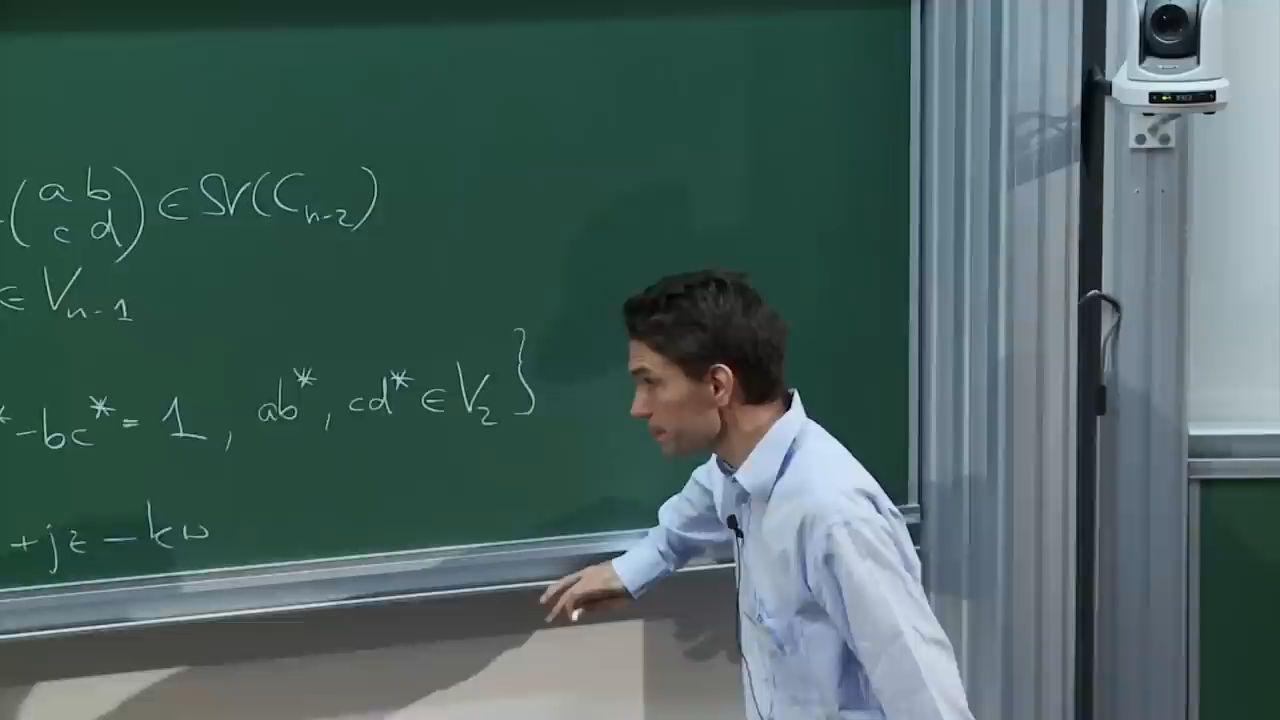 (a b
c d) ∈ SV(C_{n-2})
∈ V_{n-1}
* - bc* = 1, ab*, cd* ∈ V_2}
+jz - kw